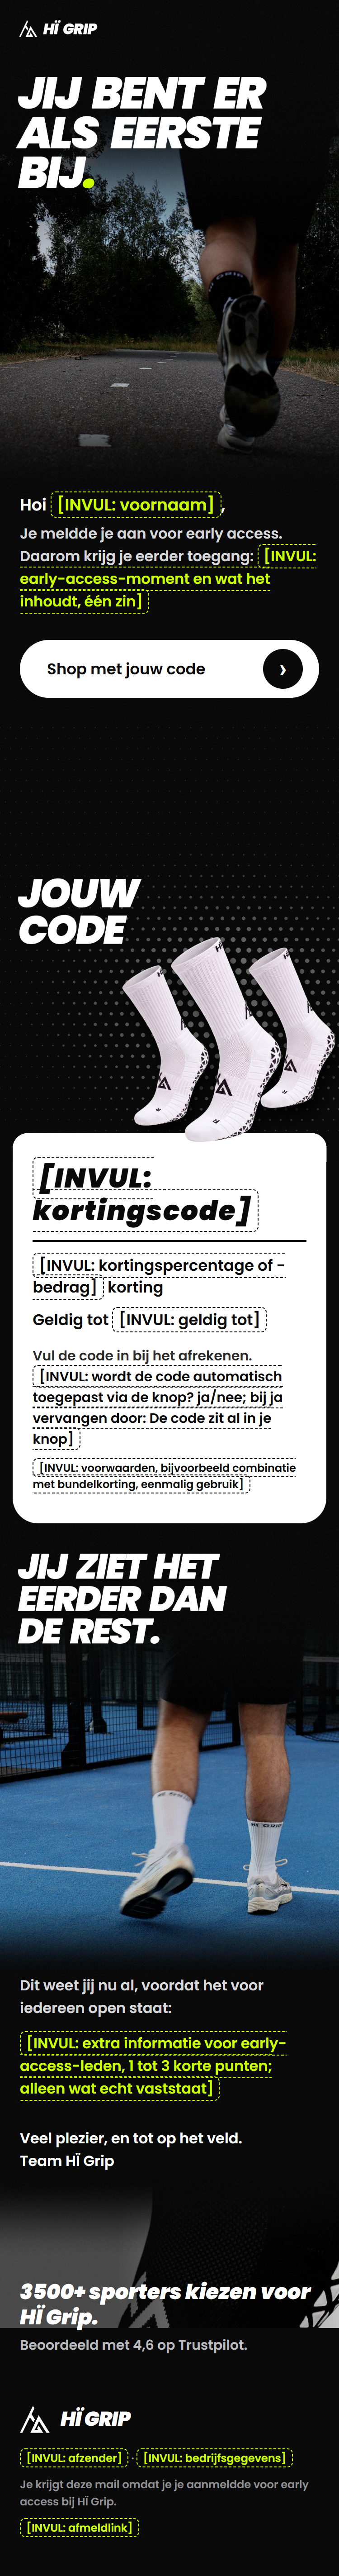 HÏ GRIP
JIJ BENT ER
ALS EERSTE
BIJ.
Hoi [INVUL: voornaam],
Je meldde je aan voor early access.
Daarom krijg je eerder toegang: [INVUL:
early-access-moment en wat het
inhoudt, één zin]
Shop met jouw code ›
JOUW
CODE
[INVUL:
kortingscode]
[INVUL: kortingspercentage of -
bedrag] korting
Geldig tot [INVUL: geldig tot]
Vul de code in bij het afrekenen.
[INVUL: wordt de code automatisch
toegepast via de knop? ja/nee; bij ja
vervangen door: De code zit al in je
knop]
[INVUL: voorwaarden, bijvoorbeeld combinatie
met bundelkorting, eenmalig gebruik]
JIJ ZIET HET
EERDER DAN
DE REST.
HÏ GRIP
Dit weet jij nu al, voordat het voor
iedereen open staat:
[INVUL: extra informatie voor early-
access-leden, 1 tot 3 korte punten;
alleen wat echt vaststaat]
Veel plezier, en tot op het veld.
Team HÏ Grip
3500+ sporters kiezen voor
HÏ Grip.
Beoordeeld met 4,6 op Trustpilot.
HÏ GRIP
[INVUL: afzender] · [INVUL: bedrijfsgegevens]
Je krijgt deze mail omdat je je aanmeldde voor early
access bij HÏ Grip.
[INVUL: afmeldlink]